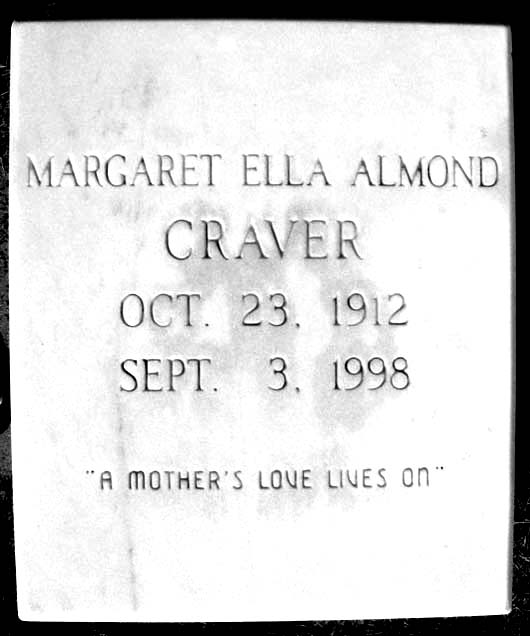 MARGARET ELLA ALMOND
CRAVER
OCT. 23, 1912
SEPT. 3, 1998
"A MOTHER'S LOVE LIVES ON"